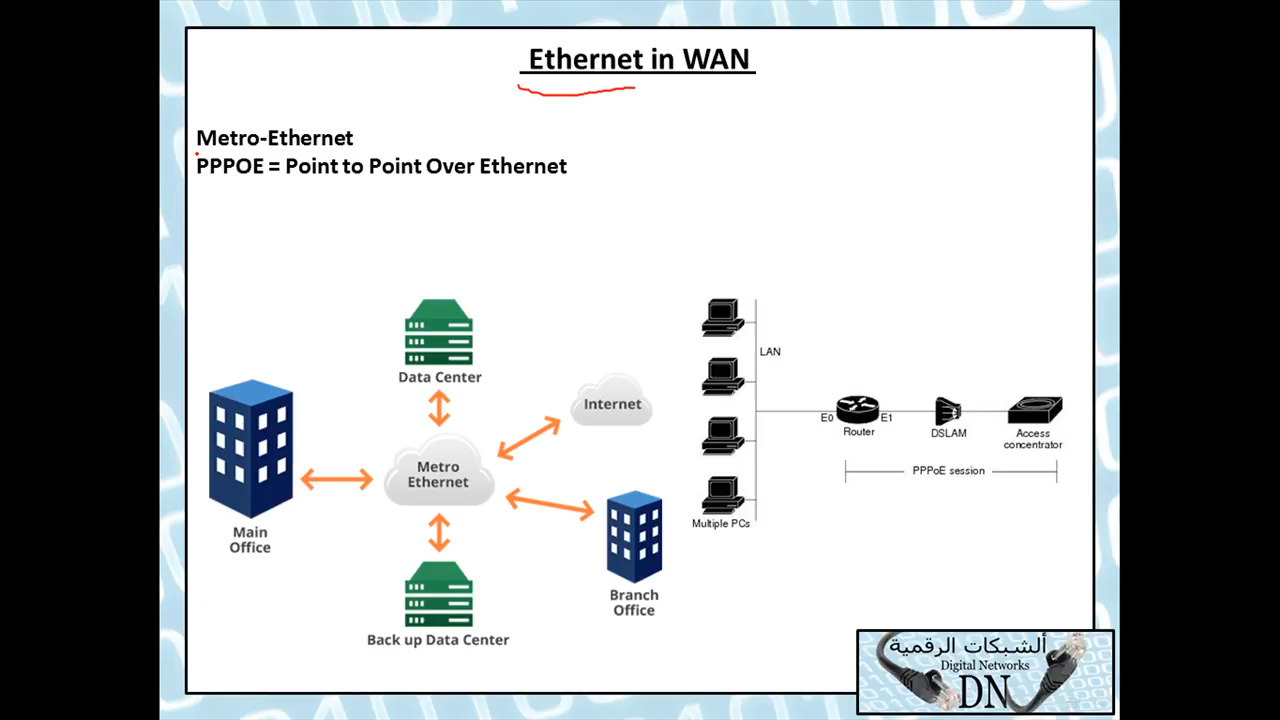 Ethernet in WAN
Metro-Ethernet
PPPOE = Point to Point Over Ethernet
Data Center
Internet
Metro
Ethernet
Main
Office
Branch
Office
Back up Data Center
LAN
E0
E1
Router
DSLAM
Access
concentrator
PPPoE session
Multiple PCs
ألشبكات الرقمية
Digital Networks
DN